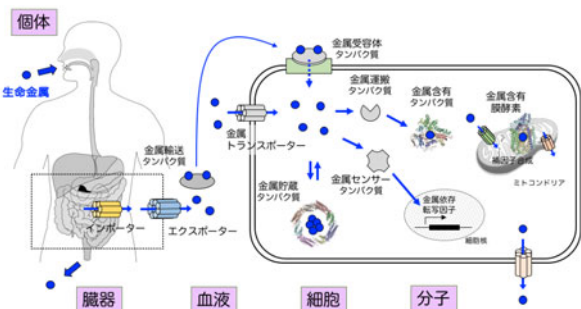 個体
生命金属
金属輸送
タンパク質
インポーター
エクスポーター
金属受容体
タンパク質
金属
トランスポーター
金属運搬
タンパク質
金属含有
タンパク質
金属含有
膜酵素
補因子合成
ミトコンドリア
金属貯蔵
タンパク質
金属センサー
タンパク質
金属依存
転写因子
細胞核
臓器
血液
細胞
分子